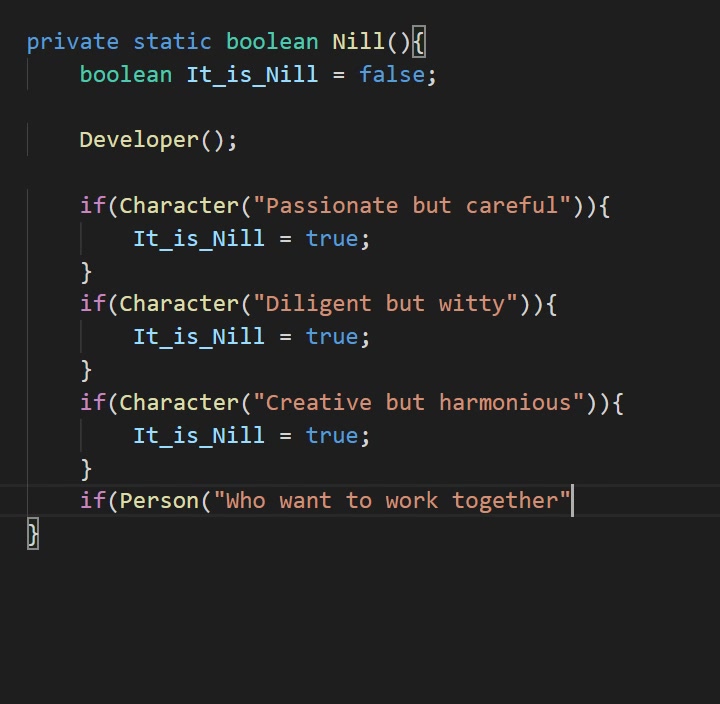 private static boolean Nill(){
    boolean It_is_Nill = false;

    Developer();

    if(Character("Passionate but careful")){
        It_is_Nill = true;
    }
    if(Character("Diligent but witty")){
        It_is_Nill = true;
    }
    if(Character("Creative but harmonious")){
        It_is_Nill = true;
    }
    if(Person("Who want to work together"
}